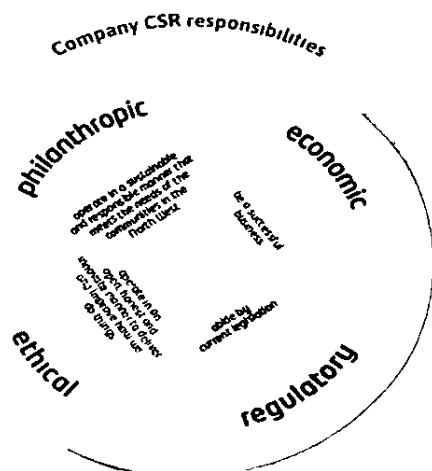 Company CSR responsibilities
philanthropic
operate in a sustainable
and responsible manner that
meets the needs of the
communities in the
North West
economic
be a successful
business
ethical
operate in an
open, honest and
innovate manner to deliver
and improve how we
do things
regulatory
abide by
current legislation